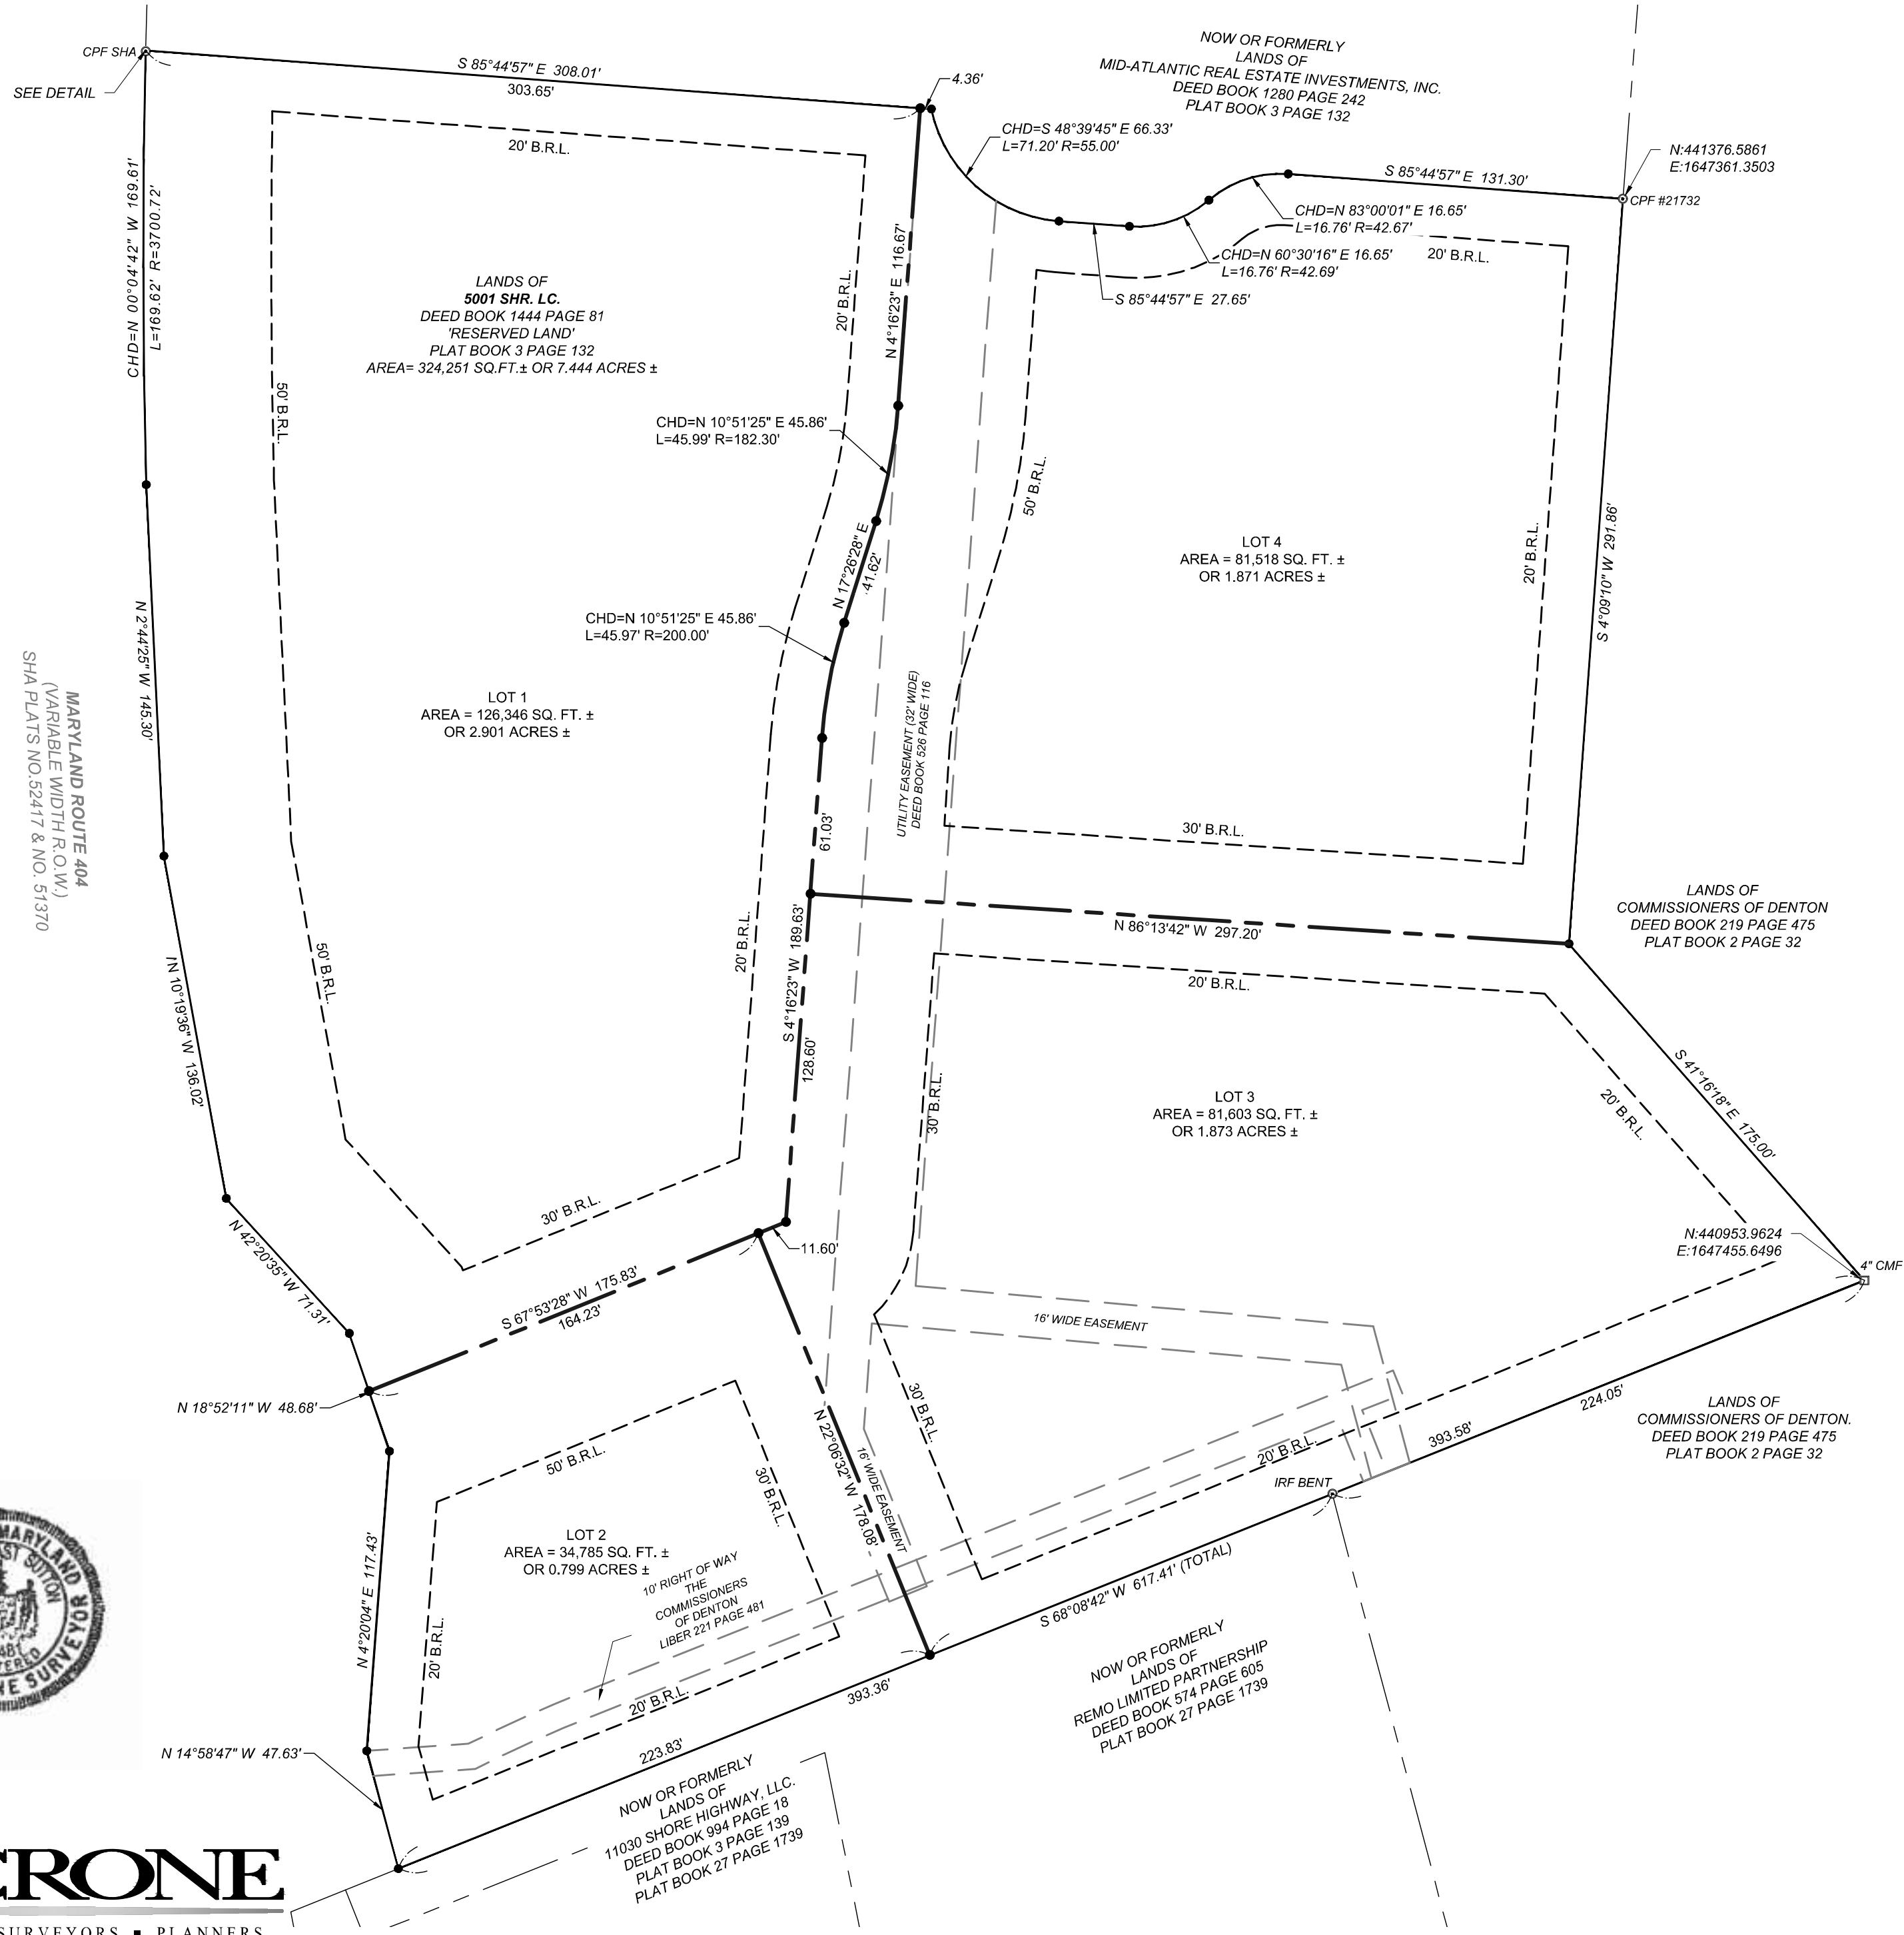 CPF SHA
SEE DETAIL
S 85°44'57" E 308.01'
303.65'
4.36'
NOW OR FORMERLY
LANDS OF
MID-ATLANTIC REAL ESTATE INVESTMENTS, INC.
DEED BOOK 1280 PAGE 242
PLAT BOOK 3 PAGE 132
CHD=S 48°39'45" E 66.33'
L=71.20' R=55.00'
S 85°44'57" E 131.30'
N:441376.5861
E:1647361.3503
CPF #21732
CHD=N 83°00'01" E 16.65'
L=16.76' R=42.67'
CHD=N 60°30'16" E 16.65'
L=16.76' R=42.69'
S 85°44'57" E 27.65'
20' B.R.L.
20' B.R.L.
CHD=N 00°04'42" W 169.61'
L=169.62' R=3700.72'
LANDS OF
5001 SHR. LC.
DEED BOOK 1444 PAGE 81
'RESERVED LAND'
PLAT BOOK 3 PAGE 132
AREA= 324,251 SQ.FT.± OR 7.444 ACRES ±
20' B.R.L.
N 4°16'23" E 116.67'
50' B.R.L.
CHD=N 10°51'25" E 45.86'
L=45.99' R=182.30'
50' B.R.L.
N 17°26'28" E
41.62'
LOT 4
AREA = 81,518 SQ. FT. ±
OR 1.871 ACRES ±
20' B.R.L.
S 4°09'10" W 291.86'
CHD=N 10°51'25" E 45.86'
L=45.97' R=200.00'
N 2°44'25" W 145.30'
MARYLAND ROUTE 404
(VARIABLE WIDTH R.O.W.)
SHA PLATS NO.52417 & NO. 51370
LOT 1
AREA = 126,346 SQ. FT. ±
OR 2.901 ACRES ±
UTILITY EASEMENT (32' WIDE)
DEED BOOK 526 PAGE 116
61.03'
30' B.R.L.
N 86°13'42" W 297.20'
LANDS OF
COMMISSIONERS OF DENTON
DEED BOOK 219 PAGE 475
PLAT BOOK 2 PAGE 32
50' B.R.L.
20' B.R.L.
S 4°16'23" W 189.63'
128.60'
20' B.R.L.
N 10°19'36" W 136.02'
30' B.R.L.
LOT 3
AREA = 81,603 SQ. FT. ±
OR 1.873 ACRES ±
20' B.R.L.
S 41°16'18" E 175.00'
30' B.R.L.
11.60'
N:440953.9624
E:1647455.6496
4" CMF
N 42°20'35" W 71.31'
S 67°53'28" W 175.83'
164.23'
16' WIDE EASEMENT
N 18°52'11" W 48.68'
30' B.R.L.
224.05'
393.58'
LANDS OF
COMMISSIONERS OF DENTON.
DEED BOOK 219 PAGE 475
PLAT BOOK 2 PAGE 32
50' B.R.L.
30' B.R.L.
N 22°06'32" W 178.08'
16' WIDE EASEMENT
20' B.R.L.
IRF BENT
LOT 2
AREA = 34,785 SQ. FT. ±
OR 0.799 ACRES ±
10' RIGHT OF WAY
THE
COMMISSIONERS
OF DENTON
LIBER 221 PAGE 481
N 4°20'04" E 117.43'
20' B.R.L.
S 68°08'42" W 617.41' (TOTAL)
20' B.R.L.
393.36'
223.83'
N 14°58'47" W 47.63'
NOW OR FORMERLY
LANDS OF
REMO LIMITED PARTNERSHIP
DEED BOOK 574 PAGE 605
PLAT BOOK 27 PAGE 1739
NOW OR FORMERLY
LANDS OF
11030 SHORE HIGHWAY, LLC.
DEED BOOK 994 PAGE 18
PLAT BOOK 3 PAGE 139
PLAT BOOK 27 PAGE 1739
MARYLAND
SUTTON
SURVEYOR
CRONE
SURVEYORS ▪ PLANNERS